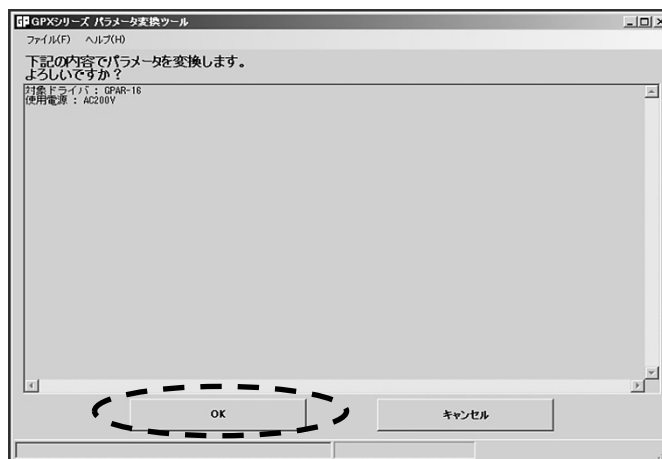 GP GPXシリーズ パラメータ変換ツール
ファイル(F) ヘルプ(H)
下記の内容でパラメータを変換します。
よろしいですか？
対象ドライバ : GPAR-16
使用電源 : AC200V
OK キャンセル